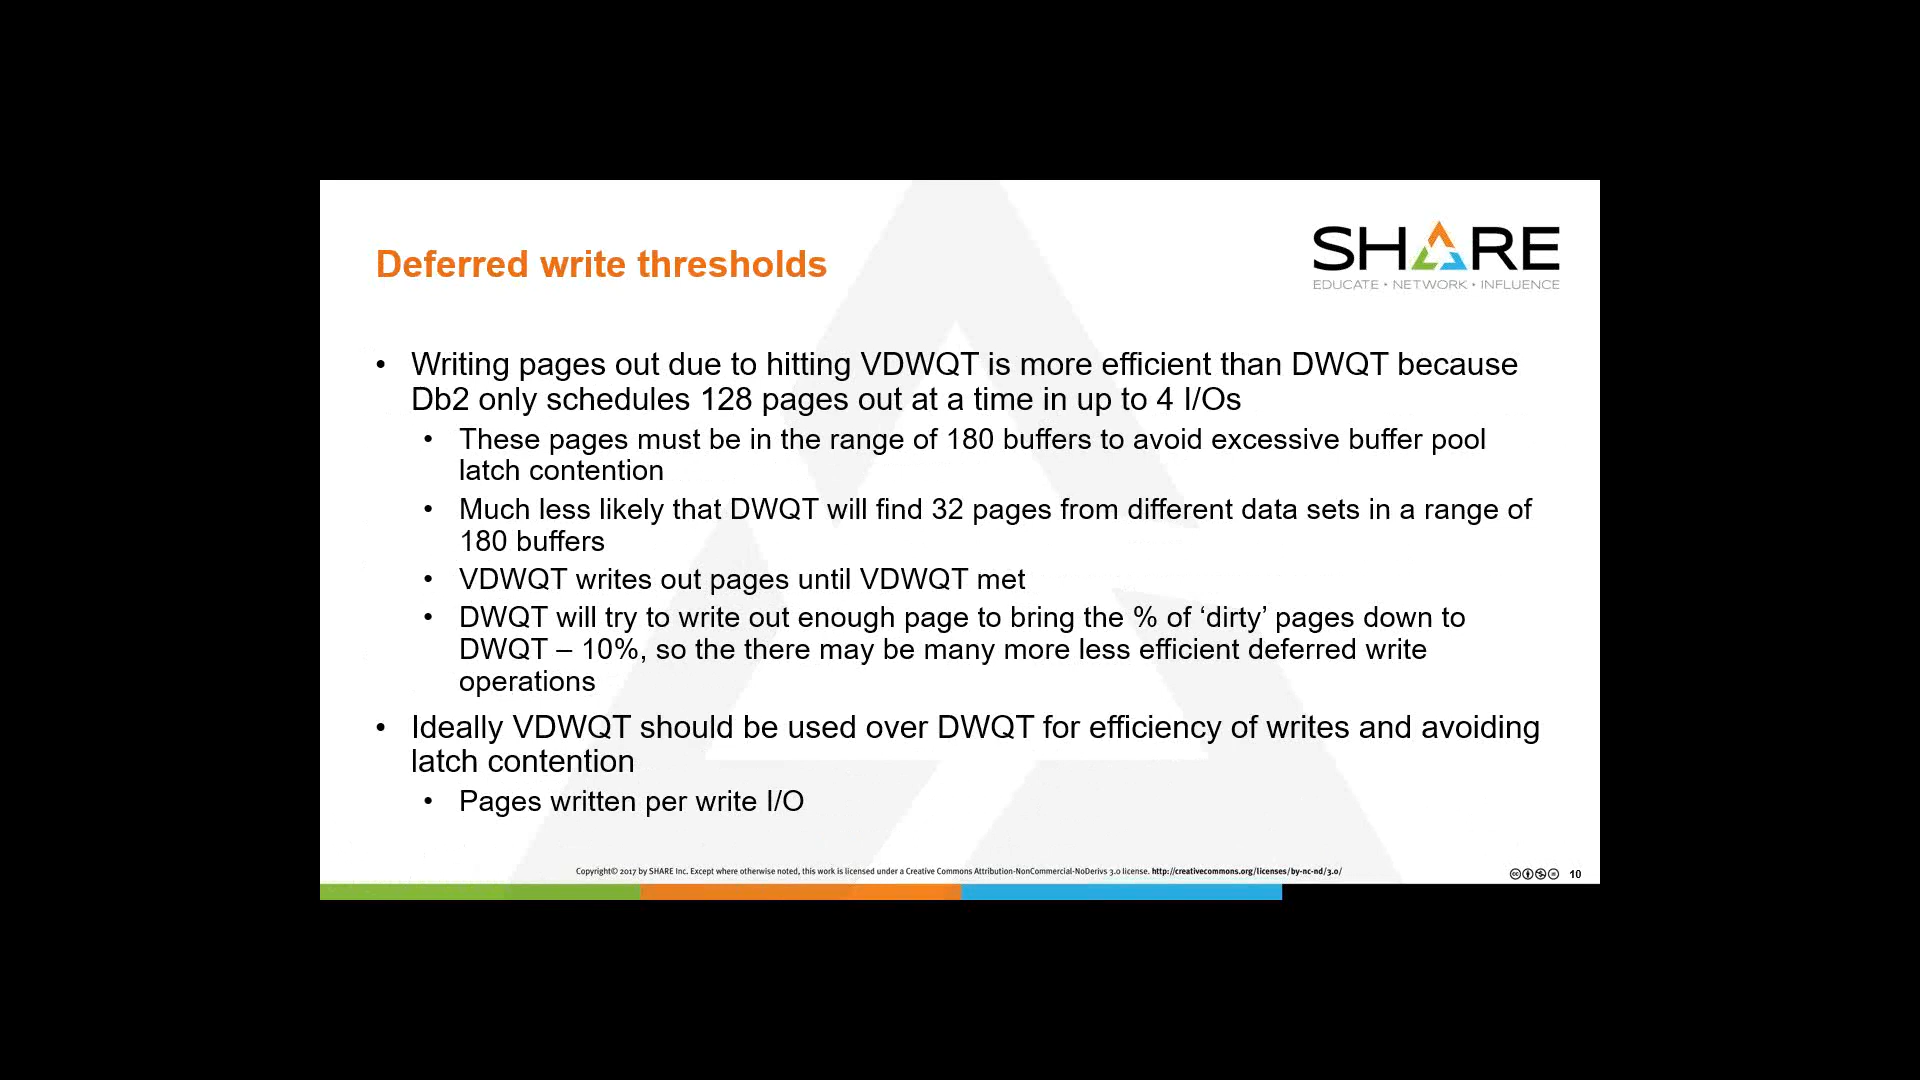 Deferred write thresholds
SHARE
EDUCATE • NETWORK • INFLUENCE
• Writing pages out due to hitting VDWQT is more efficient than DWQT because
Db2 only schedules 128 pages out at a time in up to 4 I/Os
• These pages must be in the range of 180 buffers to avoid excessive buffer pool
latch contention
• Much less likely that DWQT will find 32 pages from different data sets in a range of
180 buffers
• VDWQT writes out pages until VDWQT met
• DWQT will try to write out enough page to bring the % of ‘dirty’ pages down to
DWQT – 10%, so the there may be many more less efficient deferred write
operations
• Ideally VDWQT should be used over DWQT for efficiency of writes and avoiding
latch contention
• Pages written per write I/O
Copyright© 2017 by SHARE Inc. Except where otherwise noted, this work is licensed under a Creative Commons Attribution-NonCommercial-NoDerivs 3.0 license. http://creativecommons.org/licenses/by-nc-nd/3.0/
10